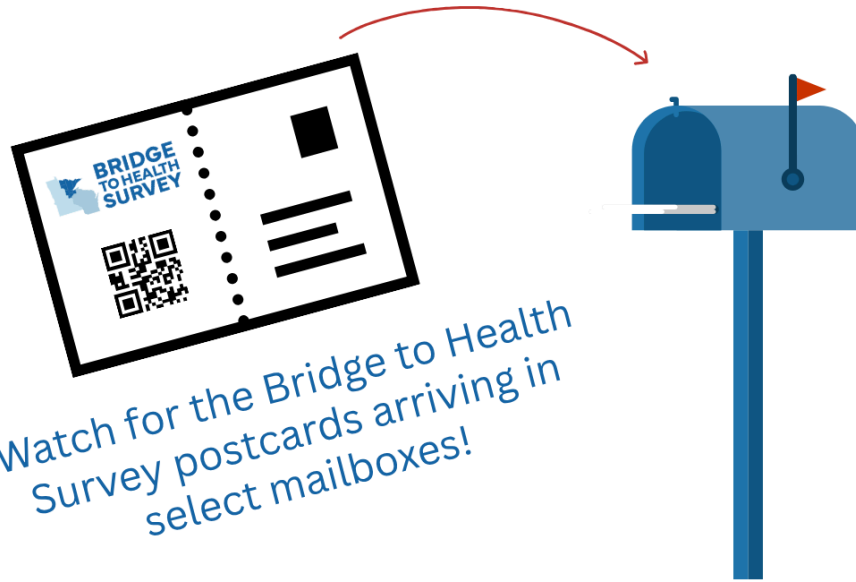 BRIDGE
TO HEALTH
SURVEY
Watch for the Bridge to Health
Survey postcards arriving in
select mailboxes!